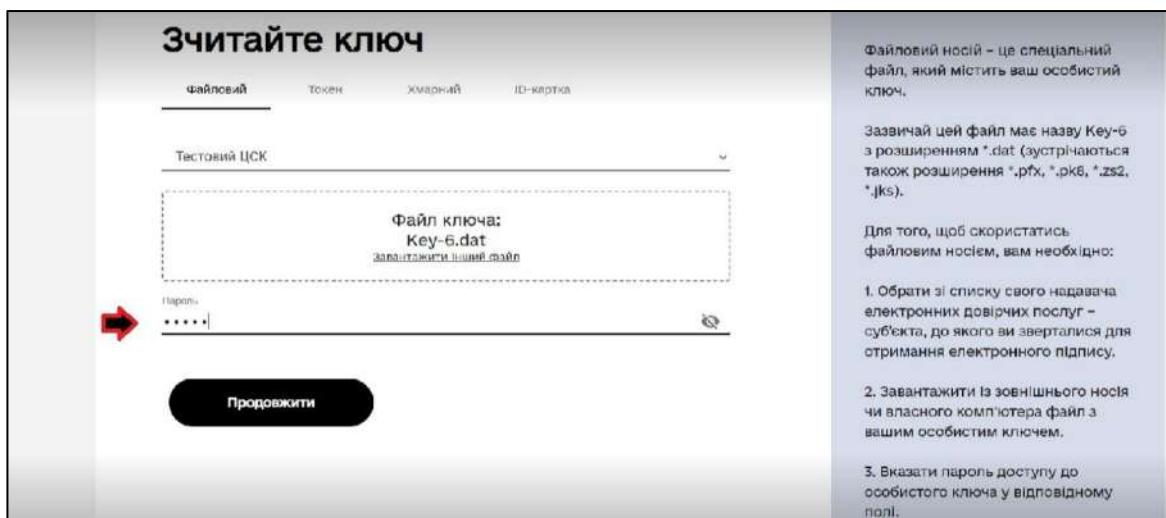 Зчитайте ключ
Файловий Токен Хмарний ID-картка
Тестовий ЦСК
Файл ключа:
Key-6.dat
Завантажити інший файл
Пароль
•••••
Продовжити
Файловий носій – це спеціальний
файл, який містить ваш особистий
ключ.
Зазвичай цей файл має назву Key-6
з розширенням *.dat (зустрічаються
також розширення *.pfx, *.pk8, *.zs2,
*.jks).
Для того, щоб скористатись
файловим носієм, вам необхідно:
1. Обрати зі списку свого надавача
електронних довірчих послуг –
суб'єкта, до якого ви зверталися для
отримання електронного підпису.
2. Завантажити із зовнішнього носія
чи власного комп'ютера файл з
вашим особистим ключем.
3. Вказати пароль доступу до
особистого ключа у відповідному
полі.